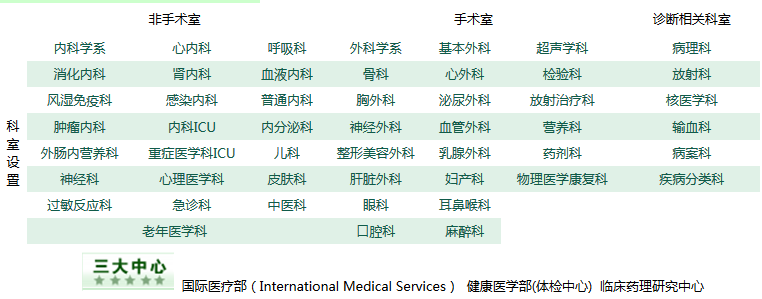 非手术室 手术室 诊断相关科室
内科学系 心内科 呼吸科 外科学系 基本外科 超声学科 病理科
消化内科 肾内科 血液内科 骨科 心外科 检验科 放射科
风湿免疫科 感染内科 普通内科 胸外科 泌尿外科 放射治疗科 核医学科
肿瘤内科 内科ICU 内分泌科 神经外科 血管外科 营养科 输血科
外肠内营养科 重症医学科ICU 儿科 整形美容外科 乳腺外科 药剂科 病案科
神经科 心理医学科 皮肤科 肝脏外科 妇产科 物理医学康复科 疾病分类科
过敏反应科 急诊科 中医科 眼科 耳鼻喉科
老年医学科 口腔科 麻醉科
科室设置
三大中心
国际医疗部（International Medical Services） 健康医学部(体检中心) 临床药理研究中心